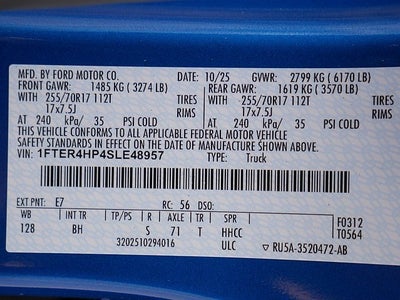 MFD. BY FORD MOTOR CO.
DATE: 10/25 GVWR: 2799 KG ( 6170 LB)
FRONT GAWR: 1485 KG ( 3274 LB) REAR GAWR: 1619 KG ( 3570 LB)
WITH 255/70R17 112T TIRES WITH 255/70R17 112T TIRES
17x7.5J RIMS 17x7.5J RIMS
AT 240 kPa/ 35 PSI COLD AT 240 kPa/ 35 PSI COLD
THIS VEHICLE CONFORMS TO ALL APPLICABLE FEDERAL MOTOR VEHICLE
SAFETY STANDARDS IN EFFECT ON THE DATE OF MANUFACTURE SHOWN ABOVE.
VIN: 1FTER4HP4SLE48957 TYPE: Truck
EXT PNT: E7 RC: 56 DSO:
WB INT TR R AXLE TR SPR F0312
128 BH S 71 T HHCC T0564
3202510294016 ULC RU5A-3520472-AB